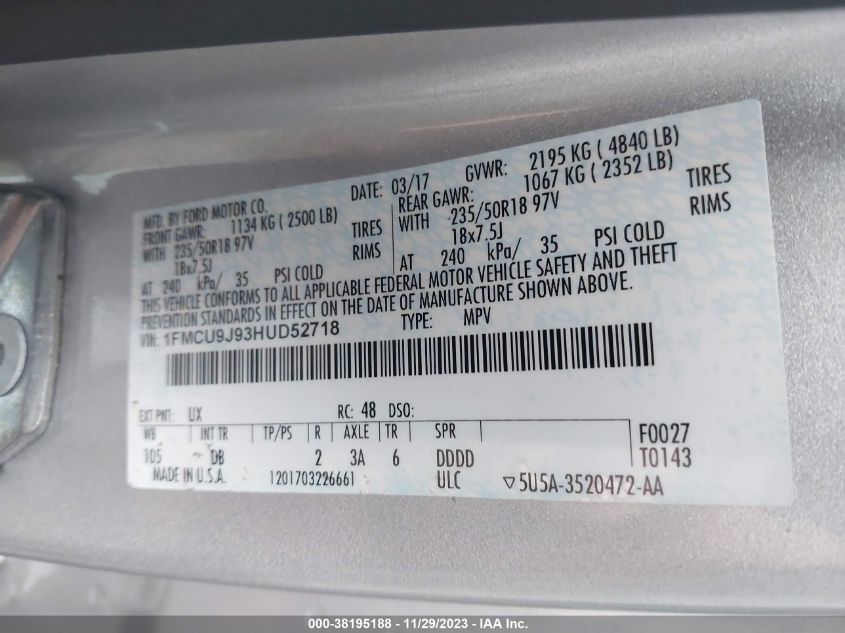 MFD. BY FORD MOTOR CO.
DATE: 03/17 GVWR: 2195 KG ( 4840 LB)
FRONT GAWR: 1134 KG ( 2500 LB) REAR GAWR: 1067 KG ( 2352 LB)
WITH 235/50R18 97V TIRES WITH 235/50R18 97V TIRES
18x7.5J RIMS 18x7.5J RIMS
AT 240 kPa/ 35 PSI COLD AT 240 kPa/ 35 PSI COLD
THIS VEHICLE CONFORMS TO ALL APPLICABLE FEDERAL MOTOR VEHICLE SAFETY AND THEFT
PREVENTION STANDARDS IN EFFECT ON THE DATE OF MANUFACTURE SHOWN ABOVE.
VIN: 1FMCU9J93HUD52718 TYPE: MPV
EXT PNT: UX RC: 48 DSO:
WB INT TR TP/PS R AXLE TR SPR F0027
105 DB 2 3A 6 DDDD T0143
MADE IN U.S.A. 1201703226661 ULC ▽5U5A-3520472-AA
000-38195188 - 11/29/2023 - IAA Inc.